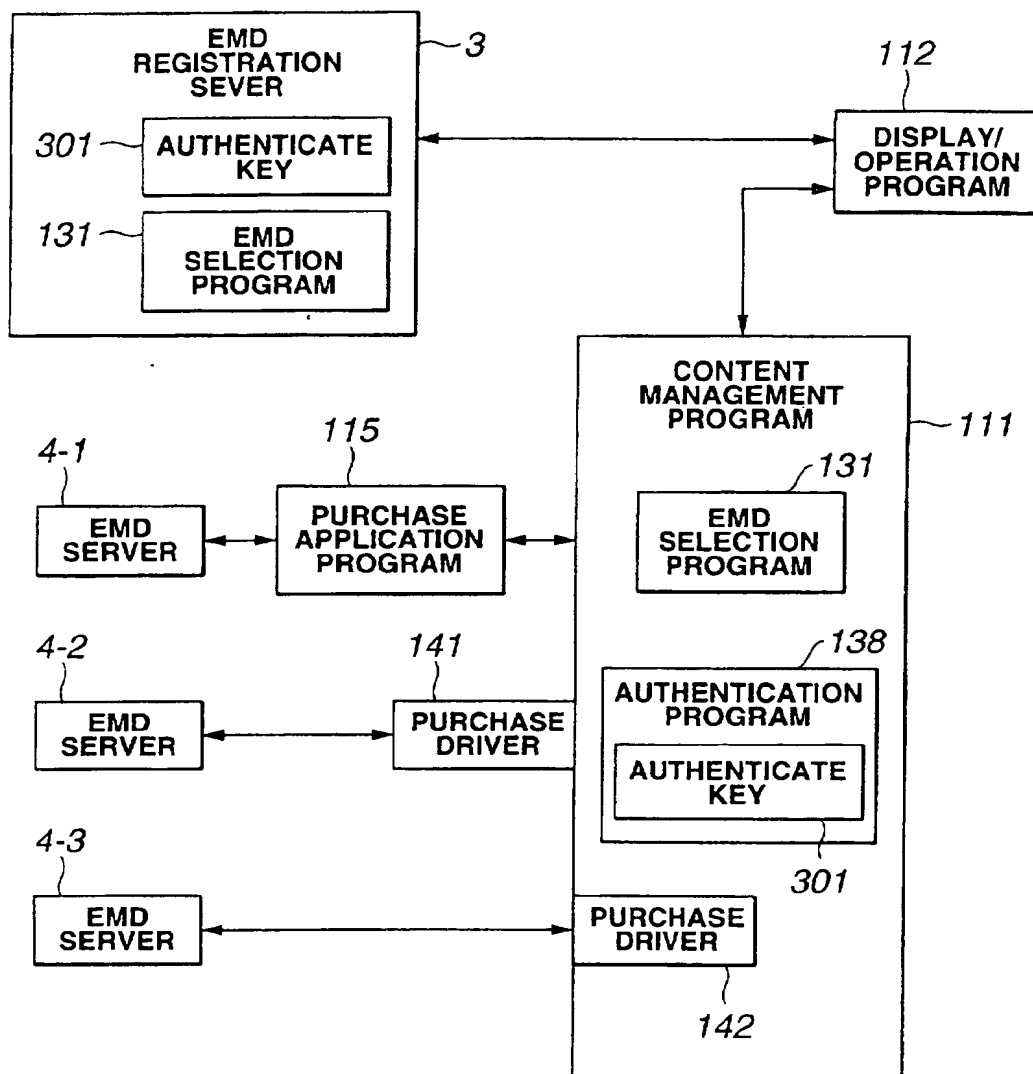 EMD
REGISTRATION
SEVER
3
301
AUTHENTICATE
KEY
131
EMD
SELECTION
PROGRAM
112
DISPLAY/
OPERATION
PROGRAM
CONTENT
MANAGEMENT
PROGRAM
111
4-1
EMD
SERVER
115
PURCHASE
APPLICATION
PROGRAM
131
EMD
SELECTION
PROGRAM
4-2
EMD
SERVER
141
PURCHASE
DRIVER
138
AUTHENTICATION
PROGRAM
AUTHENTICATE
KEY
301
4-3
EMD
SERVER
PURCHASE
DRIVER
142